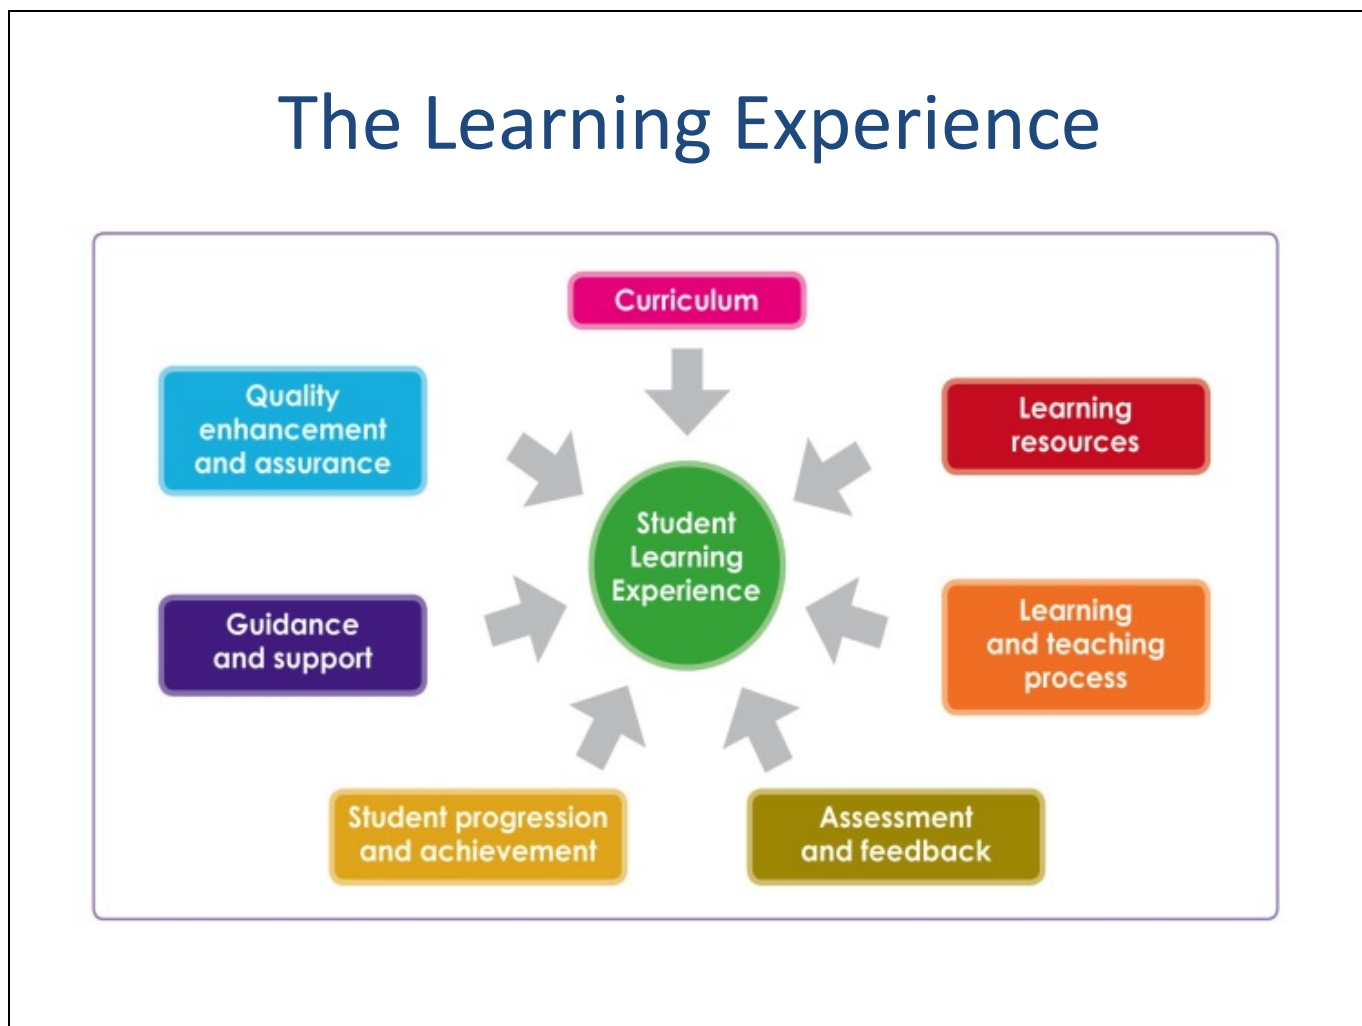 The Learning Experience
Curriculum
Quality
enhancement
and assurance
Learning
resources
Student
Learning
Experience
Guidance
and support
Learning
and teaching
process
Student progression
and achievement
Assessment
and feedback